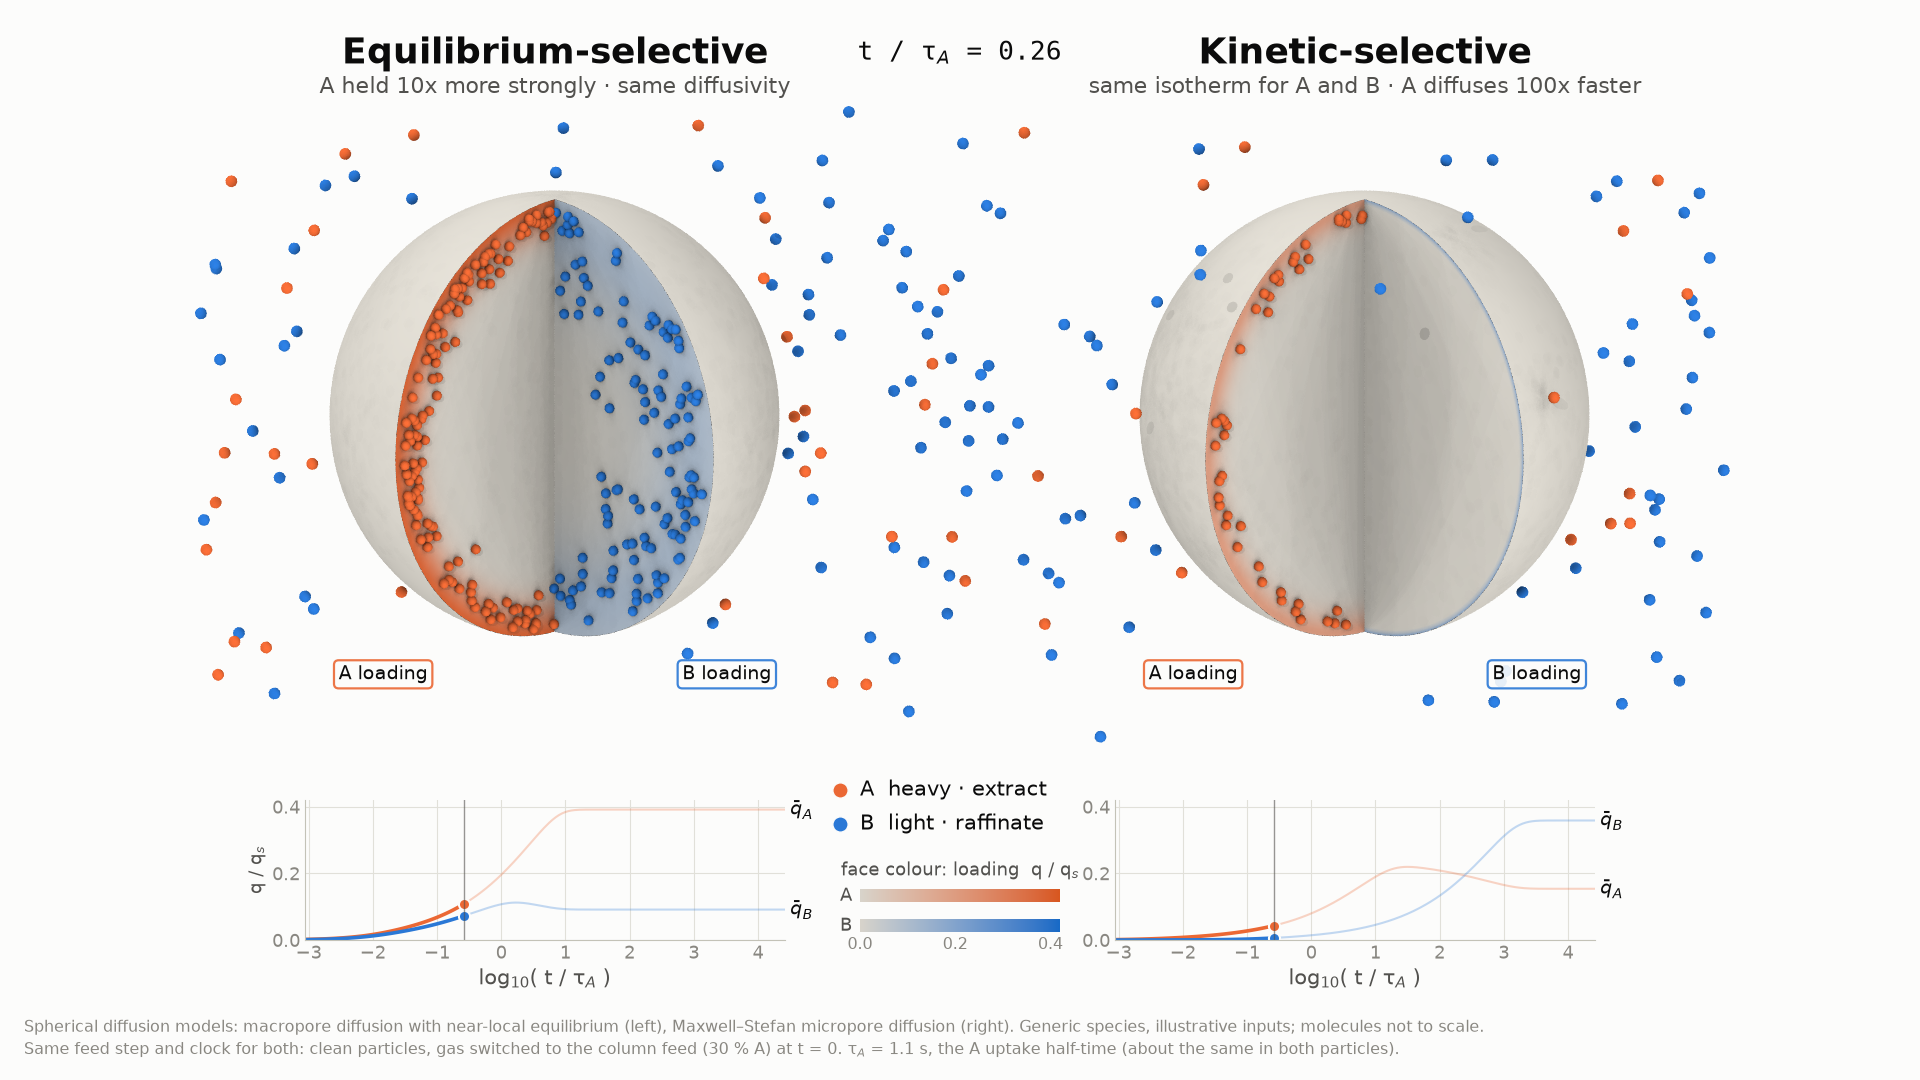 Equilibrium-selective
A held 10x more strongly · same diffusivity
t / τA = 0.26
Kinetic-selective
same isotherm for A and B · A diffuses 100x faster
A loading
B loading
A loading
B loading
0.4
0.2
0.0
q / qs
−3 −2 −1 0 1 2 3 4
log10( t / τA )
q̄A
q̄B
A heavy · extract
B light · raffinate
face colour: loading q / qs
A
B
0.0 0.2 0.4
0.4
0.2
0.0
−3 −2 −1 0 1 2 3 4
log10( t / τA )
q̄B
q̄A
Spherical diffusion models: macropore diffusion with near-local equilibrium (left), Maxwell–Stefan micropore diffusion (right). Generic species, illustrative inputs; molecules not to scale.
Same feed step and clock for both: clean particles, gas switched to the column feed (30 % A) at t = 0. τA = 1.1 s, the A uptake half-time (about the same in both particles).